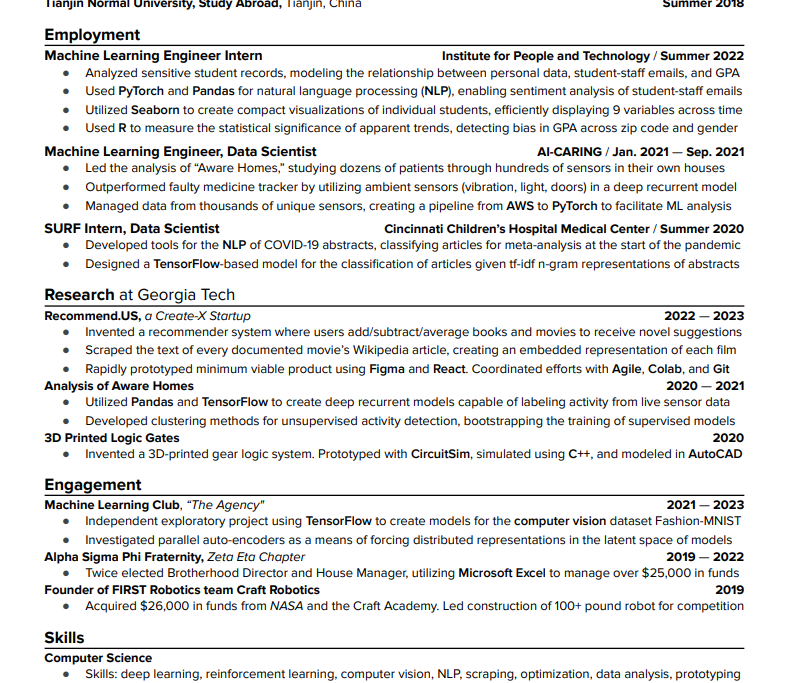 Tianjin Normal University, Study Abroad, Tianjin, China Summer 2018
Employment
Machine Learning Engineer Intern Institute for People and Technology / Summer 2022
● Analyzed sensitive student records, modeling the relationship between personal data, student-staff emails, and GPA
● Used PyTorch and Pandas for natural language processing (NLP), enabling sentiment analysis of student-staff emails
● Utilized Seaborn to create compact visualizations of individual students, efficiently displaying 9 variables across time
● Used R to measure the statistical significance of apparent trends, detecting bias in GPA across zip code and gender
Machine Learning Engineer, Data Scientist AI-CARING / Jan. 2021 — Sep. 2021
● Led the analysis of “Aware Homes,” studying dozens of patients through hundreds of sensors in their own houses
● Outperformed faulty medicine tracker by utilizing ambient sensors (vibration, light, doors) in a deep recurrent model
● Managed data from thousands of unique sensors, creating a pipeline from AWS to PyTorch to facilitate ML analysis
SURF Intern, Data Scientist Cincinnati Children’s Hospital Medical Center / Summer 2020
● Developed tools for the NLP of COVID-19 abstracts, classifying articles for meta-analysis at the start of the pandemic
● Designed a TensorFlow-based model for the classification of articles given tf-idf n-gram representations of abstracts
Research at Georgia Tech
Recommend.US, a Create-X Startup 2022 — 2023
● Invented a recommender system where users add/subtract/average books and movies to receive novel suggestions
● Scraped the text of every documented movie’s Wikipedia article, creating an embedded representation of each film
● Rapidly prototyped minimum viable product using Figma and React. Coordinated efforts with Agile, Colab, and Git
Analysis of Aware Homes 2020 — 2021
● Utilized Pandas and TensorFlow to create deep recurrent models capable of labeling activity from live sensor data
● Developed clustering methods for unsupervised activity detection, bootstrapping the training of supervised models
3D Printed Logic Gates 2020
● Invented a 3D-printed gear logic system. Prototyped with CircuitSim, simulated using C++, and modeled in AutoCAD
Engagement
Machine Learning Club, “The Agency” 2021 — 2023
● Independent exploratory project using TensorFlow to create models for the computer vision dataset Fashion-MNIST
● Investigated parallel auto-encoders as a means of forcing distributed representations in the latent space of models
Alpha Sigma Phi Fraternity, Zeta Eta Chapter 2019 — 2022
● Twice elected Brotherhood Director and House Manager, utilizing Microsoft Excel to manage over $25,000 in funds
Founder of FIRST Robotics team Craft Robotics 2019
● Acquired $26,000 in funds from NASA and the Craft Academy. Led construction of 100+ pound robot for competition
Skills
Computer Science
● Skills: deep learning, reinforcement learning, computer vision, NLP, scraping, optimization, data analysis, prototyping